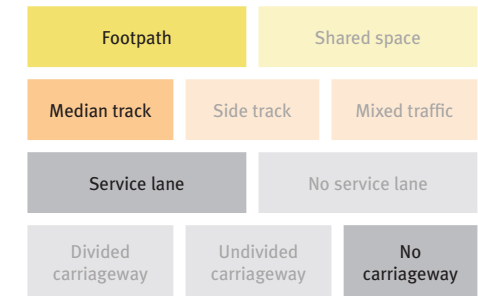 Footpath
Shared space
Median track
Side track
Mixed traffic
Service lane
No service lane
Divided
carriageway
Undivided
carriageway
No
carriageway